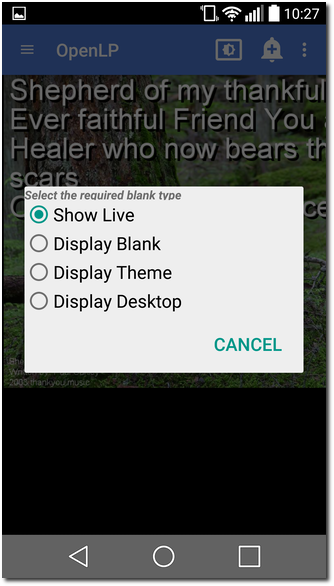 10:27
OpenLP
Shepherd of my thankful
Ever faithful Friend You
Healer who now bears th
scars
Select the required blank type
Show Live
Display Blank
Display Theme
Display Desktop
CANCEL
2005 thankyou music